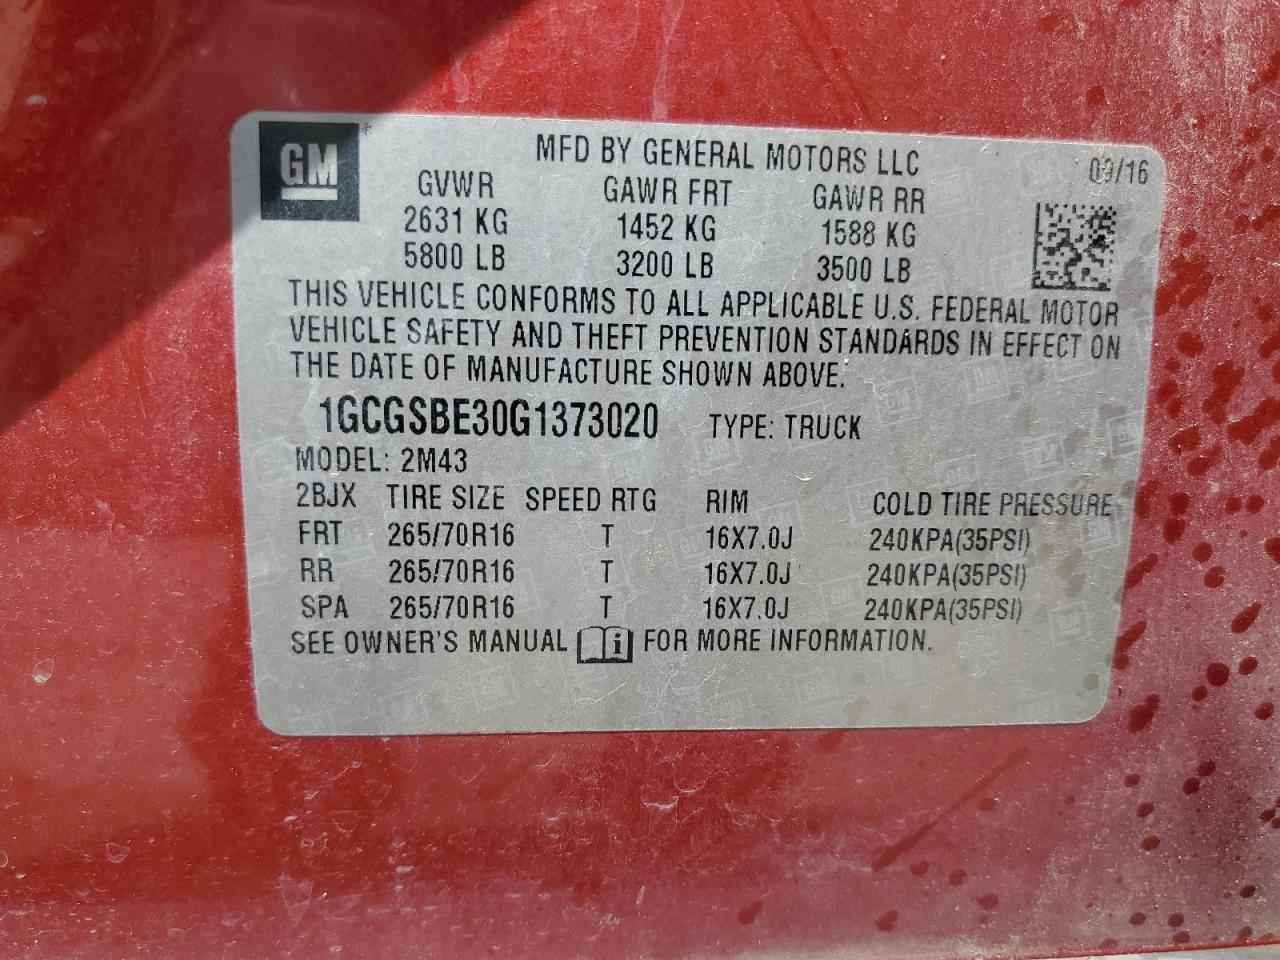 GM
MFD BY GENERAL MOTORS LLC
/16
GVWR GAWR FRT GAWR RR
2631 KG 1452 KG 1588 KG
5800 LB 3200 LB 3500 LB
THIS VEHICLE CONFORMS TO ALL APPLICABLE U.S. FEDERAL MOTOR
VEHICLE SAFETY AND THEFT PREVENTION STANDARDS IN EFFECT ON
THE DATE OF MANUFACTURE SHOWN ABOVE.
1GCGSBE30G1373020 TYPE: TRUCK
MODEL: 2M43
2BJX TIRE SIZE SPEED RTG RIM COLD TIRE PRESSURE
FRT 265/70R16 T 16X7.0J 240KPA(35PSI)
RR 265/70R16 T 16X7.0J 240KPA(35PSI)
SPA 265/70R16 T 16X7.0J 240KPA(35PSI)
SEE OWNER'S MANUAL i FOR MORE INFORMATION.